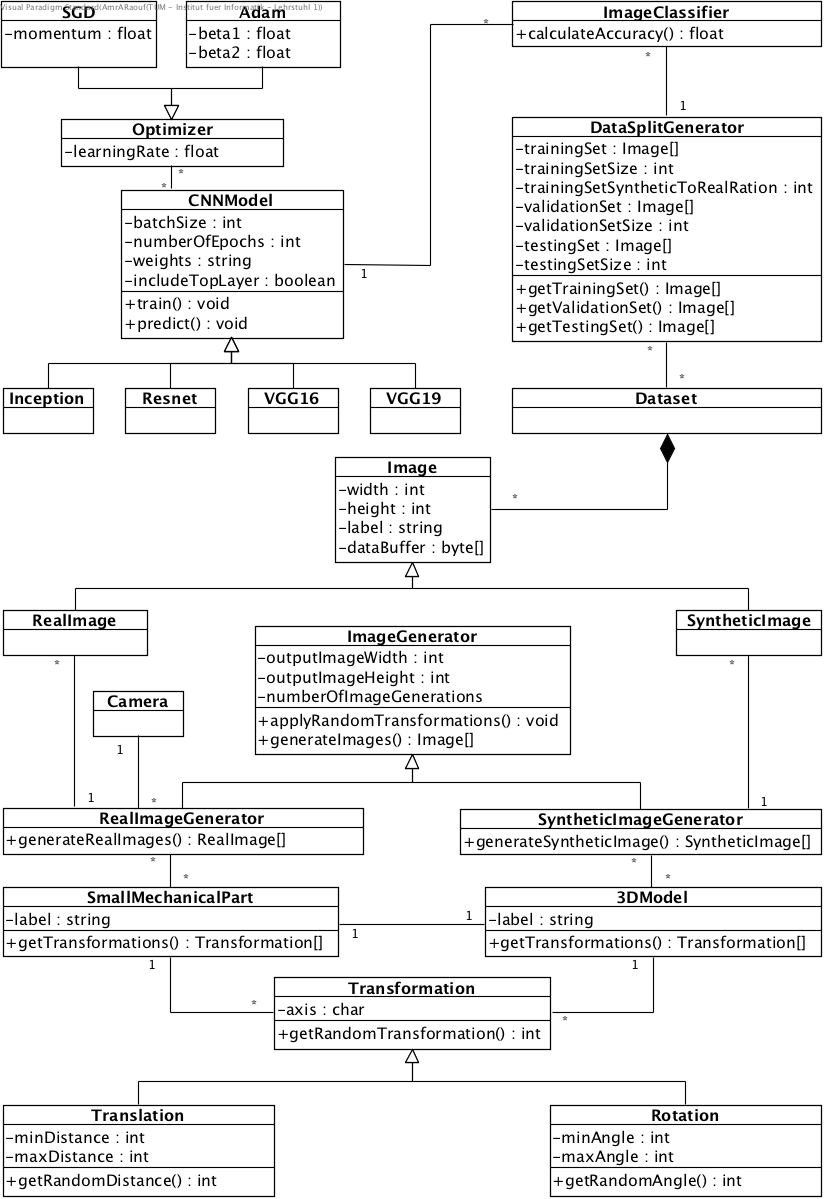 Visual Paradigm Standard(AmrARaouf(TUM - Institut fuer Informatik - Lehrstuhl 1))
SGD
-momentum : float
Adam
-beta1 : float
-beta2 : float
ImageClassifier
+calculateAccuracy() : float
*
*
1
Optimizer
-learningRate : float
*
*
DataSplitGenerator
-trainingSet : Image[]
-trainingSetSize : int
-trainingSetSyntheticToRealRation : int
-validationSet : Image[]
-validationSetSize : int
-testingSet : Image[]
-testingSetSize : int
+getTrainingSet() : Image[]
+getValidationSet() : Image[]
+getTestingSet() : Image[]
CNNModel
-batchSize : int
-numberOfEpochs : int
-weights : string
-includeTopLayer : boolean
+train() : void
+predict() : void
1
*
*
Inception
Resnet
VGG16
VGG19
Dataset
Image
-width : int
-height : int
-label : string
-dataBuffer : byte[]
*
RealImage
SyntheticImage
*
*
ImageGenerator
-outputImageWidth : int
-outputImageHeight : int
-numberOfImageGenerations
+applyRandomTransformations() : void
+generateImages() : Image[]
Camera
1
1
*
1
RealImageGenerator
+generateRealImages() : RealImage[]
SyntheticImageGenerator
+generateSyntheticImage() : SyntheticImage[]
*
*
*
*
SmallMechanicalPart
-label : string
+getTransformations() : Transformation[]
1
1
3DModel
-label : string
+getTransformations() : Transformation[]
1
1
*
*
Transformation
-axis : char
+getRandomTransformation() : int
Translation
-minDistance : int
-maxDistance : int
+getRandomDistance() : int
Rotation
-minAngle : int
-maxAngle : int
+getRandomAngle() : int